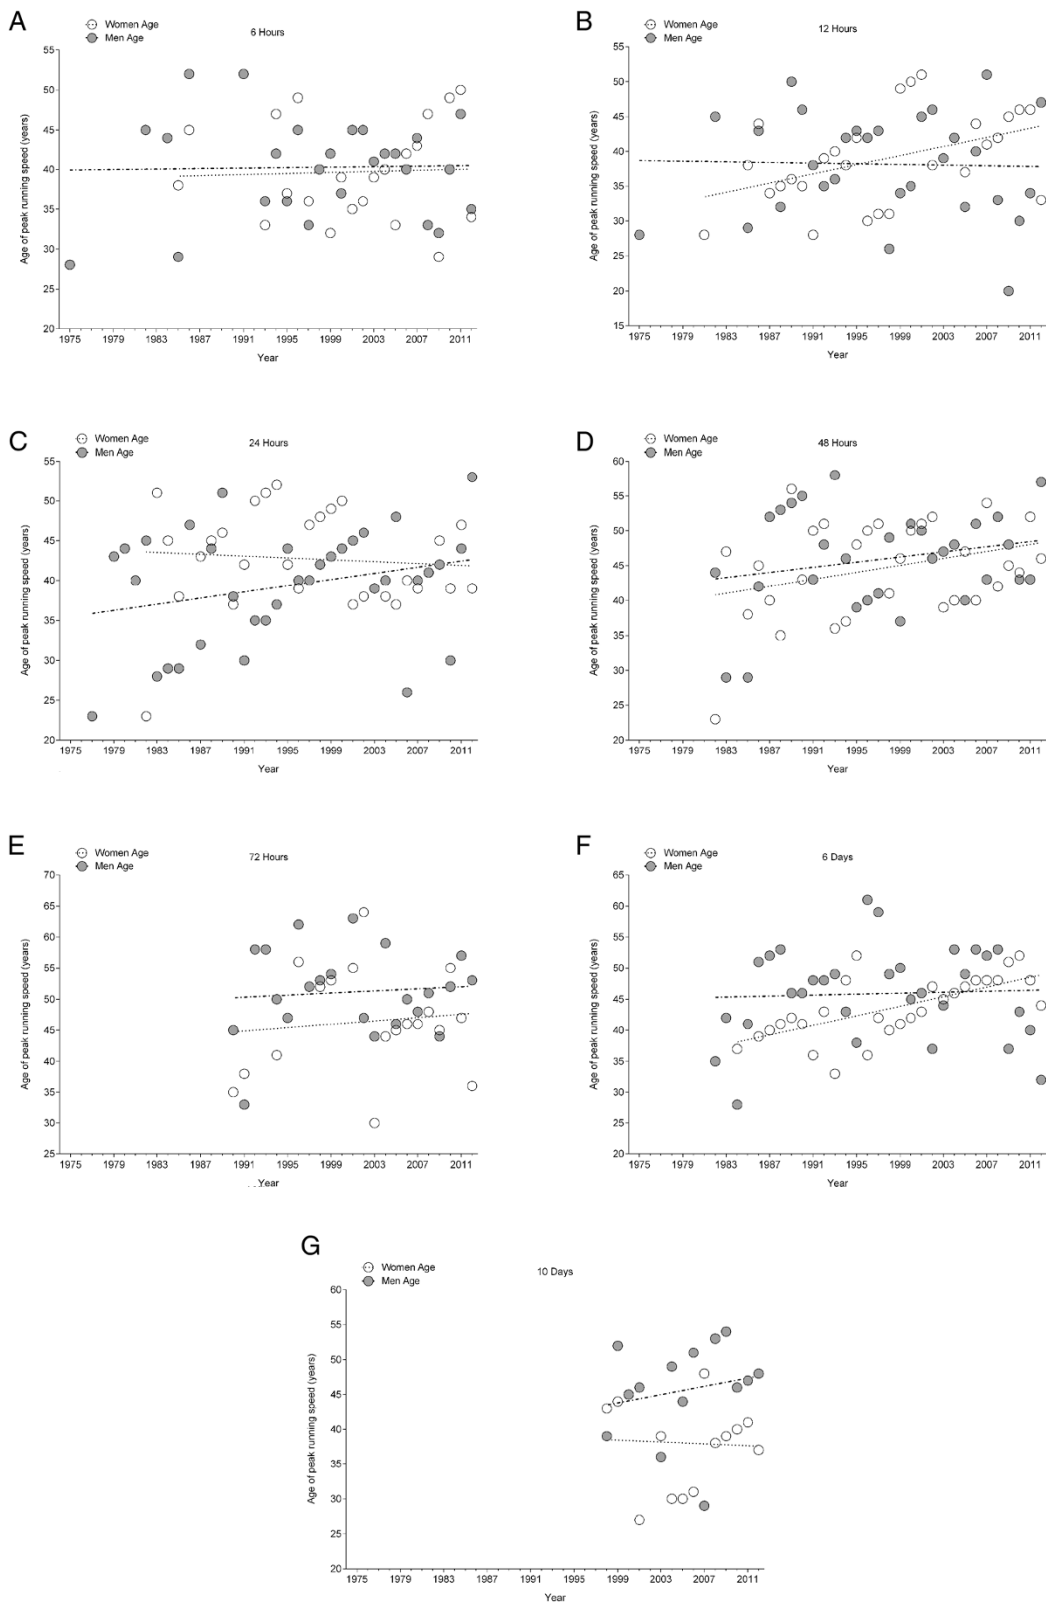 A
Women Age
Men Age
6 Hours
Age of peak running speed (years)
55
50
45
40
35
30
25
20
1975 1979 1983 1987 1991 1995 1999 2003 2007 2011
Year
B
Women Age
Men Age
12 Hours
Age of peak running speed (years)
55
50
45
40
35
30
25
20
15
1975 1979 1983 1987 1991 1995 1999 2003 2007 2011
Year
C
Women Age
Men Age
24 Hours
Age of peak running speed (years)
55
50
45
40
35
30
25
20
1975 1979 1983 1987 1991 1995 1999 2003 2007 2011
Year
D
Women Age
Men Age
48 Hours
Age of peak running speed (years)
60
55
50
45
40
35
30
25
20
1975 1979 1983 1987 1991 1995 1999 2003 2007 2011
Year
E
Women Age
Men Age
72 Hours
Age of peak running speed (years)
70
65
60
55
50
45
40
35
30
25
1975 1979 1983 1987 1991 1995 1999 2003 2007 2011
Year
F
Women Age
Men Age
6 Days
Age of peak running speed (years)
65
60
55
50
45
40
35
30
25
20
1975 1979 1983 1987 1991 1995 1999 2003 2007 2011
Year
G
Women Age
Men Age
10 Days
Age of peak running speed (years)
60
55
50
45
40
35
30
25
20
1975 1979 1983 1987 1991 1995 1999 2003 2007 2011
Year